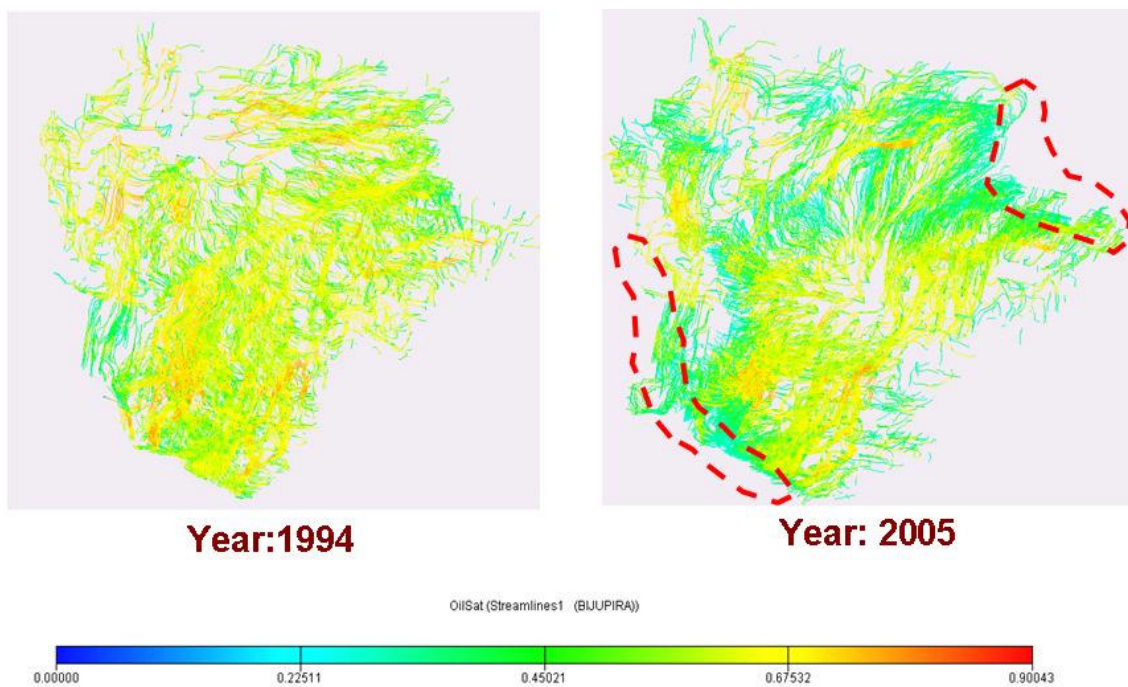 Year:1994
Year: 2005
OilSat (Streamlines1 (BIJUPIRA))
0.00000 0.22511 0.45021 0.67532 0.90043